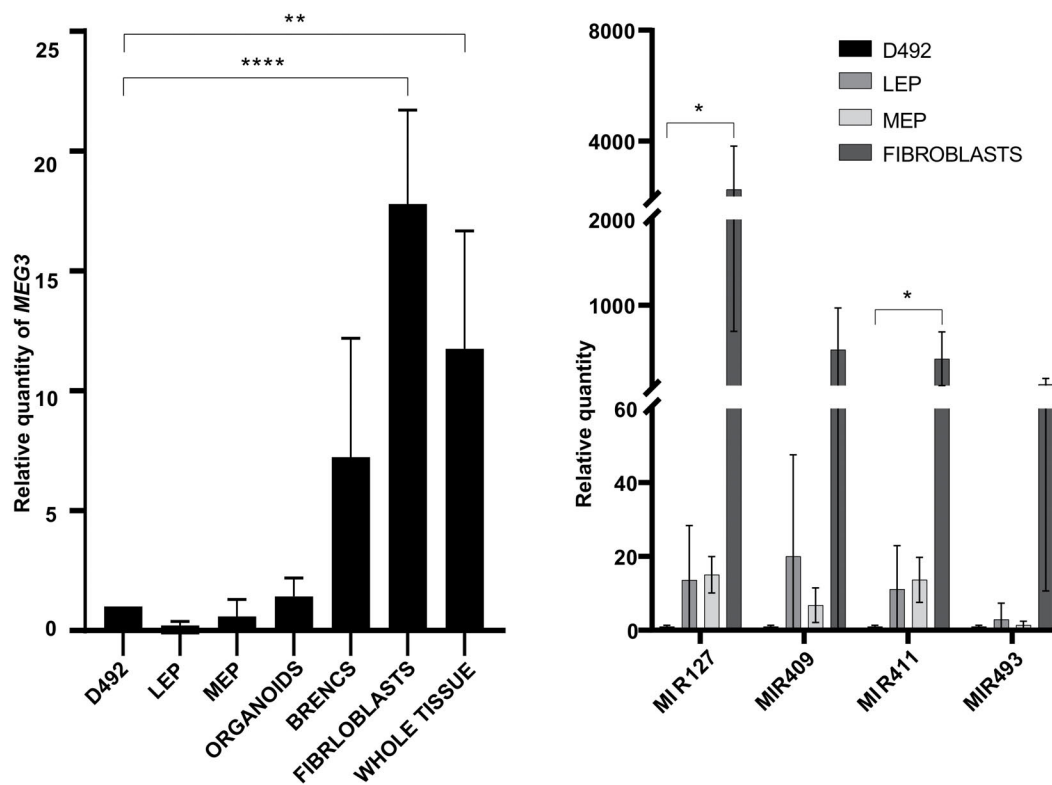 Relative quantity of MEG3
25
20
15
10
5
0
**
****
D492
LEP
MEP
ORGANOIDS
BRENCS
FIBRLOBLASTS
WHOLE TISSUE
Relative quantity
8000
4000
2000
1000
60
40
20
0
*
*
D492
LEP
MEP
FIBROBLASTS
MIR127
MIR409
MIR411
MIR493